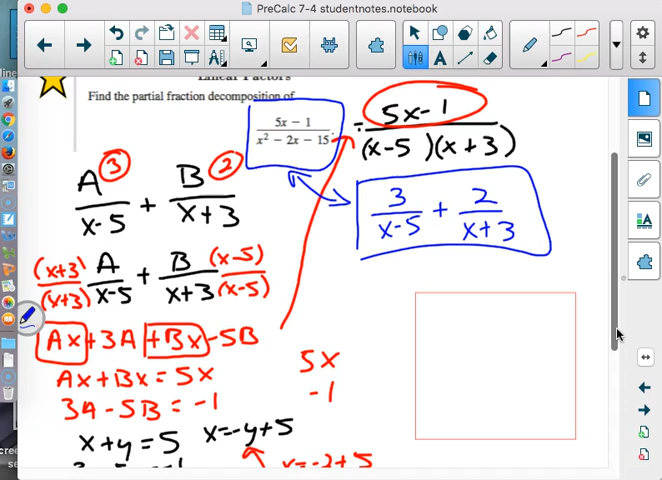 PreCalc 7-4 studentnotes.notebook
Linear Factors
Find the partial fraction decomposition of
5x − 1
x² − 2x − 15
.
= 5x-1
(x-5)(x+3)
A ③ + B ②
x-5 x+3
3 + 2
x-5 x+3
(x+3) A + B (x-5)
(x+3) x-5 x+3 (x-5)
Ax+3A+Bx-5B
5x
Ax+Bx=5x
-1
3A-5B=-1
x+y=5 x=-y+5
x=-2+5